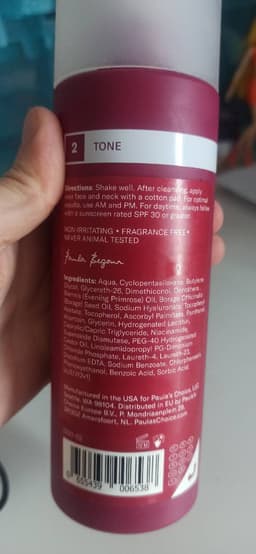 2 TONE
Directions: Shake well. After cleansing, apply
over face and neck with a cotton pad. For optimal
results, use AM and PM. For daytime, always follow
with a sunscreen rated SPF 30 or greater.
NON-IRRITATING • FRAGRANCE FREE •
NEVER ANIMAL TESTED
Paula Begoun
Ingredients: Aqua, Cyclopentasiloxane, Butylene
Glycol, Glycereth-26, Dimethicone, Oenothera
Biennis (Evening Primrose) Oil, Borago Officinalis
(Borage) Seed Oil, Sodium Hyaluronate, Tocopheryl
Acetate, Tocopherol, Ascorbyl Palmitate, Panthenol,
Glycerin, Hydrogenated Lecithin,
Caprylic/Capric Triglyceride, Niacinamide,
Superoxide Dismutase, PEG-40 Hydrogenated
Castor Oil, Linoleamidopropyl PG-Dimonium
Chloride Phosphate, Laureth-4, Laureth-23,
Disodium EDTA, Sodium Benzoate, Chlorphenesin,
Phenoxyethanol, Benzoic Acid, Sorbic Acid.
Manufactured in the USA for Paula's Choice, LLC
Seattle, WA 98104. Distributed in EU by Paula's
Choice Europe B.V., P. Mondriaanplein 28,
Amersfoort, NL. PaulasChoice.com
655439 006538